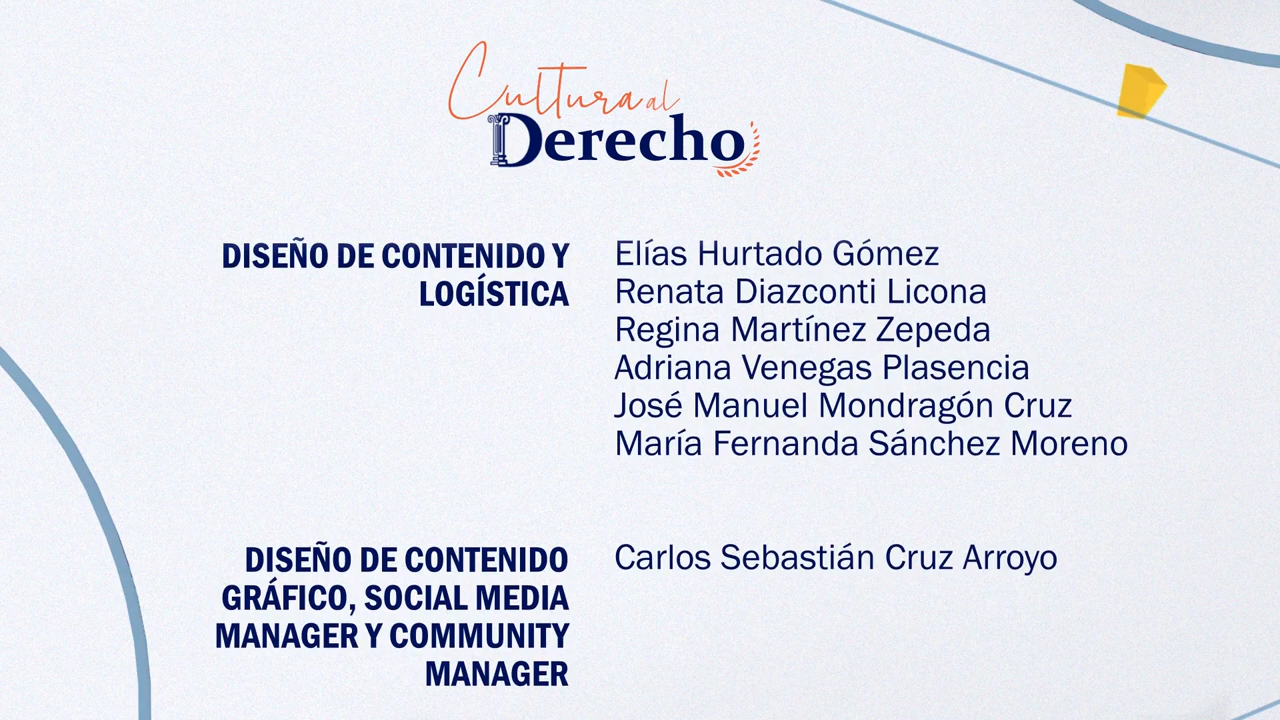 Cultura al
Derecho
DISEÑO DE CONTENIDO Y
LOGÍSTICA
Elías Hurtado Gómez
Renata Diazconti Licona
Regina Martínez Zepeda
Adriana Venegas Plasencia
José Manuel Mondragón Cruz
María Fernanda Sánchez Moreno
DISEÑO DE CONTENIDO
GRÁFICO, SOCIAL MEDIA
MANAGER Y COMMUNITY
MANAGER
Carlos Sebastián Cruz Arroyo